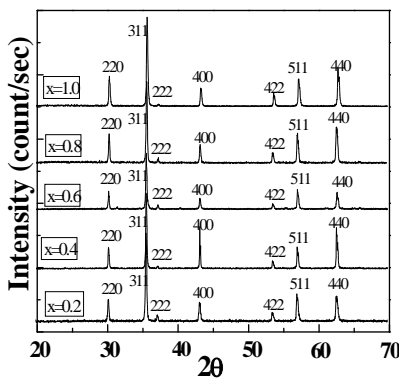 Intensity (count/sec)
311
220 400 511 440
x=1.0 222 422
220 311 400 511 440
x=0.8 222 422
220 311 400 511 440
x=0.6 222 422
220 311 400 511 440
x=0.4 222 422
311
220 400 511 440
x=0.2 222 422
20 30 40 50 60 70
2θ